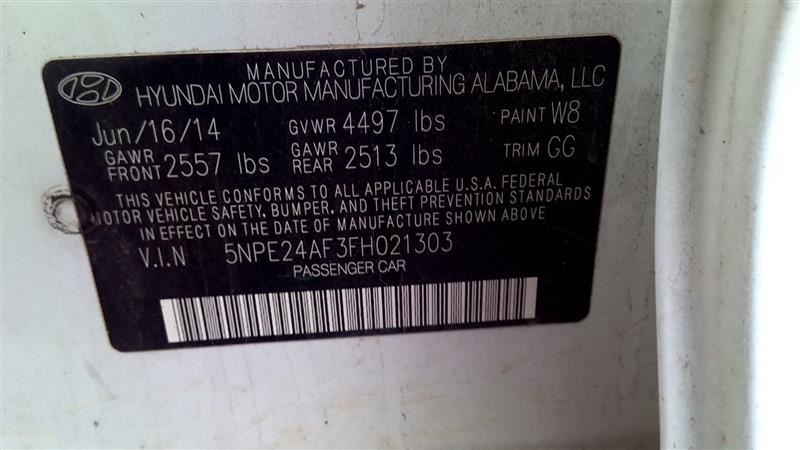 MANUFACTURED BY
HYUNDAI MOTOR MANUFACTURING ALABAMA, LLC
Jun/16/14 GVWR 4497 lbs PAINT W8
GAWR FRONT 2557 lbs GAWR REAR 2513 lbs TRIM GG
THIS VEHICLE CONFORMS TO ALL APPLICABLE U.S.A. FEDERAL
MOTOR VEHICLE SAFETY, BUMPER, AND THEFT PREVENTION STANDARDS
IN EFFECT ON THE DATE OF MANUFACTURE SHOWN ABOVE
V.I.N 5NPE24AF3FH021303
PASSENGER CAR